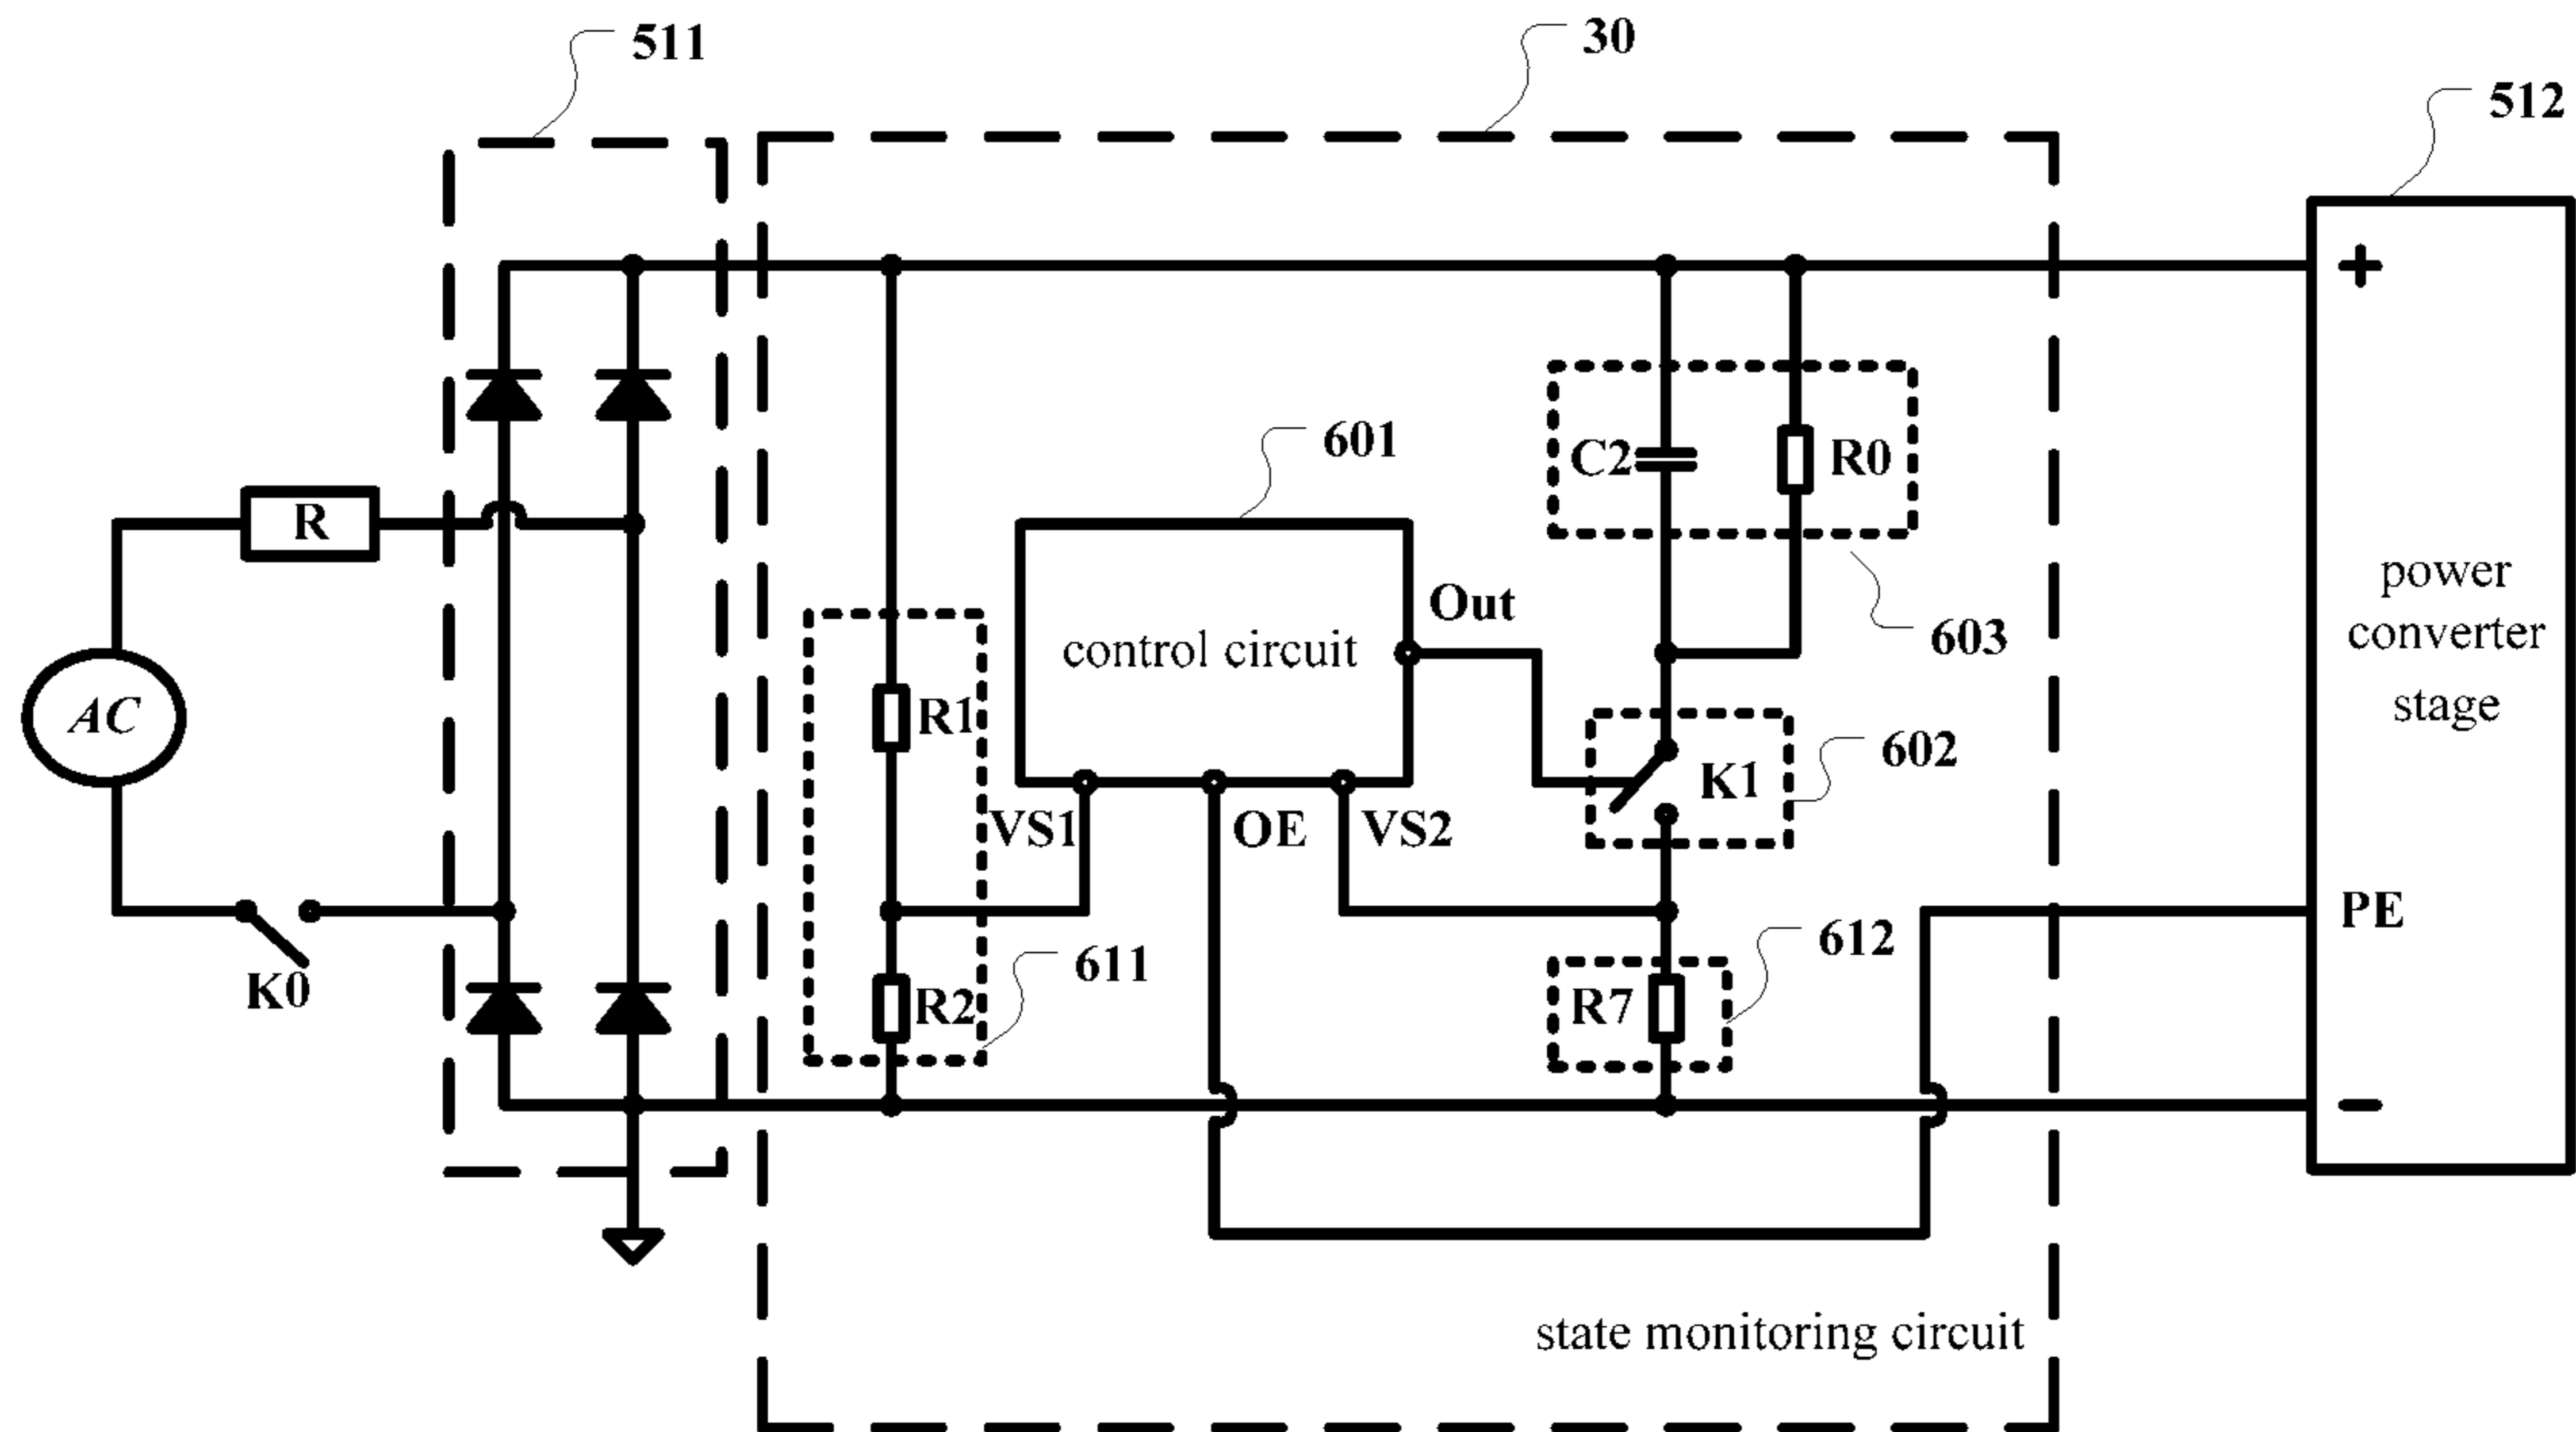 511
30
512
+
601
C2
R0
R
Out
power
converter
stage
control circuit
603
AC
R1
K1
602
VS1
OE
VS2
PE
612
611
K0
R2
R7
−
state monitoring circuit